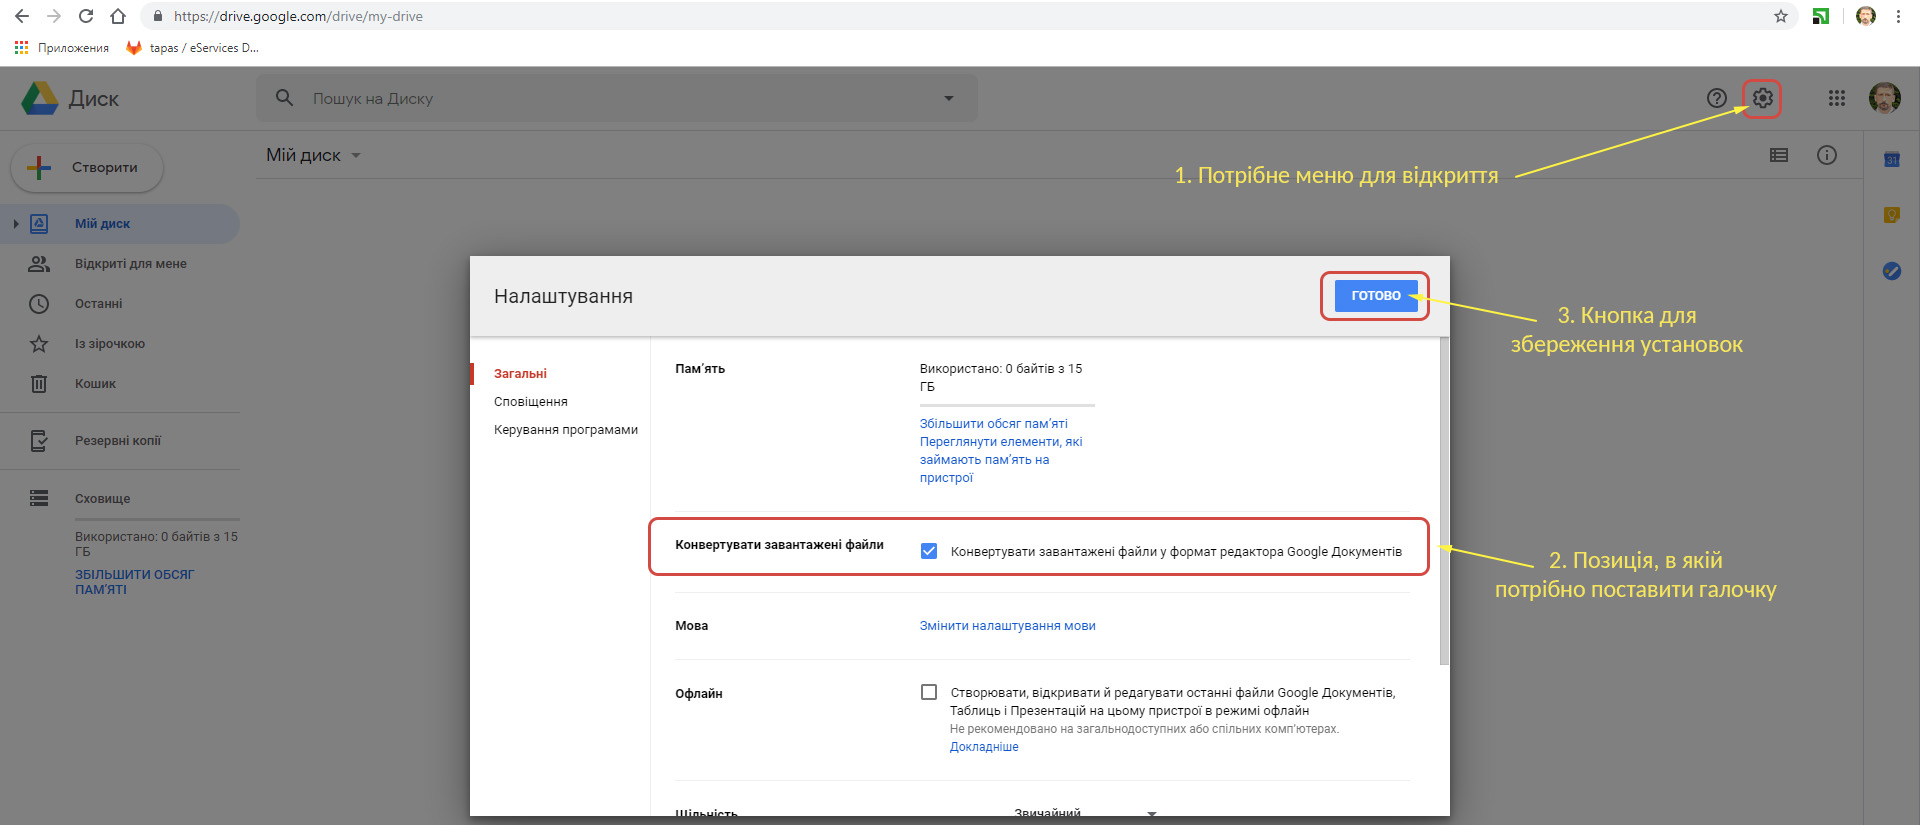 https://drive.google.com/drive/my-drive
Приложения
tapas / eServices D...
Диск
Пошук на Диску
Створити
Мій диск
1. Потрібне меню для відкриття
31
Мій диск
Відкриті для мене
Останні
Із зірочкою
Кошик
Резервні копії
Сховище
Використано: 0 байтів з 15
ГБ
ЗБІЛЬШИТИ ОБСЯГ
ПАМ'ЯТІ
Налаштування
ГОТОВО
3. Кнопка для
збереження установок
Загальні
Сповіщення
Керування програмами
Пам'ять
Використано: 0 байтів з 15
ГБ
Збільшити обсяг пам'яті
Переглянути елементи, які
займають пам'ять на
пристрої
Конвертувати завантажені файли
Конвертувати завантажені файли у формат редактора Google Документів
2. Позиція, в якій
потрібно поставити галочку
Мова
Змінити налаштування мови
Офлайн
Створювати, відкривати й редагувати останні файли Google Документів,
Таблиць і Презентацій на цьому пристрої в режимі офлайн
Не рекомендовано на загальнодоступних або спільних комп'ютерах.
Докладніше
Щільність
Звичайний